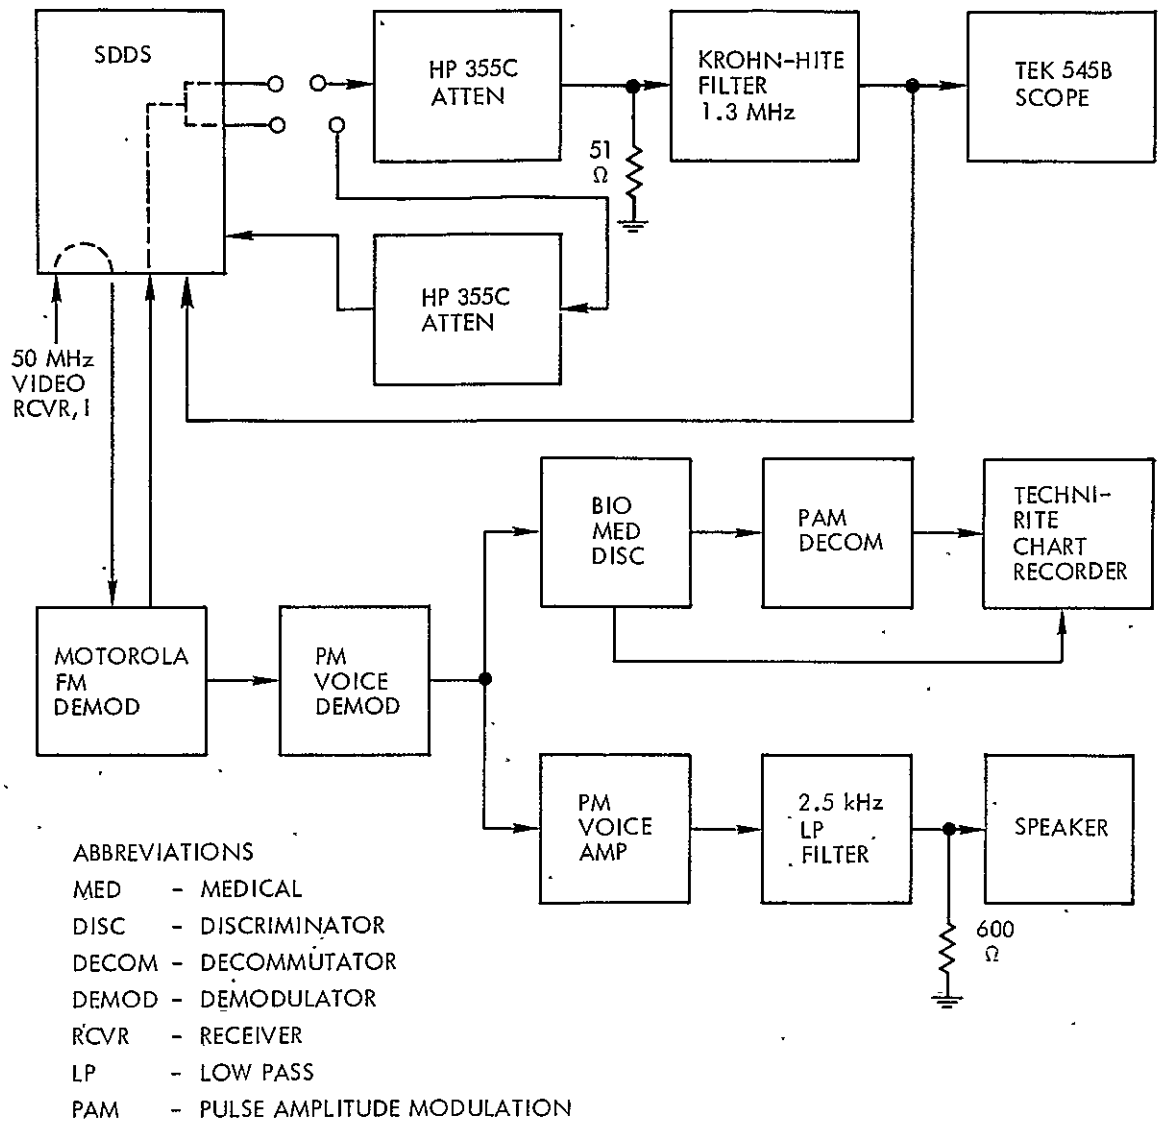 SDDS
HP 355C
ATTEN
KROHN-HITE
FILTER
1.3 MHz
TEK 545B
SCOPE
51
Ω
HP 355C
ATTEN
50 MHz
VIDEO
RCVR, I
BIO
MED
DISC
PAM
DECOM
TECHNI-
RITE
CHART
RECORDER
MOTOROLA
FM
DEMOD
PM
VOICE
DEMOD
PM
VOICE
AMP
2.5 kHz
LP
FILTER
SPEAKER
600
Ω
ABBREVIATIONS
MED - MEDICAL
DISC - DISCRIMINATOR
DECOM - DECOMMUTATOR
DEMOD - DEMODULATOR
RCVR - RECEIVER
LP - LOW PASS
PAM - PULSE AMPLITUDE MODULATION